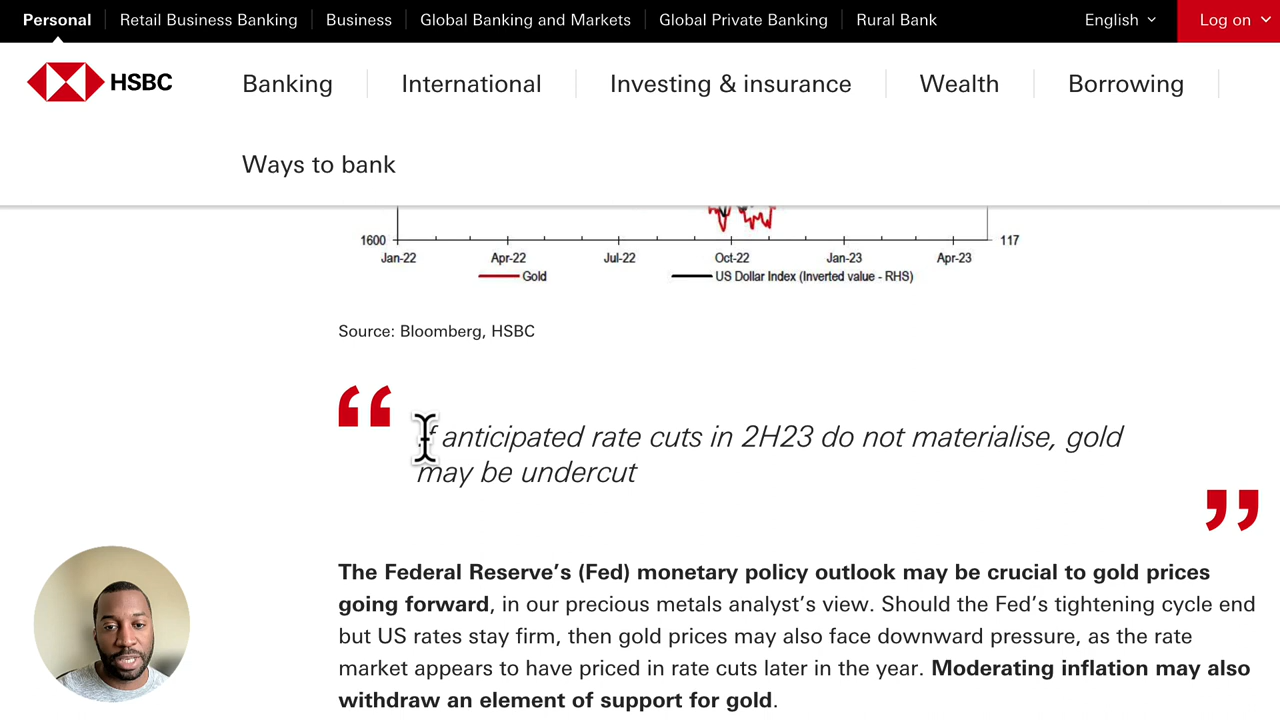 Personal Retail Business Banking Business Global Banking and Markets Global Private Banking Rural Bank English Log on
HSBC Banking International Investing & insurance Wealth Borrowing
Ways to bank
1600 117
Jan-22 Apr-22 Jul-22 Oct-22 Jan-23 Apr-23
Gold US Dollar Index (Inverted value - RHS)
Source: Bloomberg, HSBC
“ If anticipated rate cuts in 2H23 do not materialise, gold
may be undercut ”
The Federal Reserve’s (Fed) monetary policy outlook may be crucial to gold prices
going forward, in our precious metals analyst’s view. Should the Fed’s tightening cycle end
but US rates stay firm, then gold prices may also face downward pressure, as the rate
market appears to have priced in rate cuts later in the year. Moderating inflation may also
withdraw an element of support for gold.